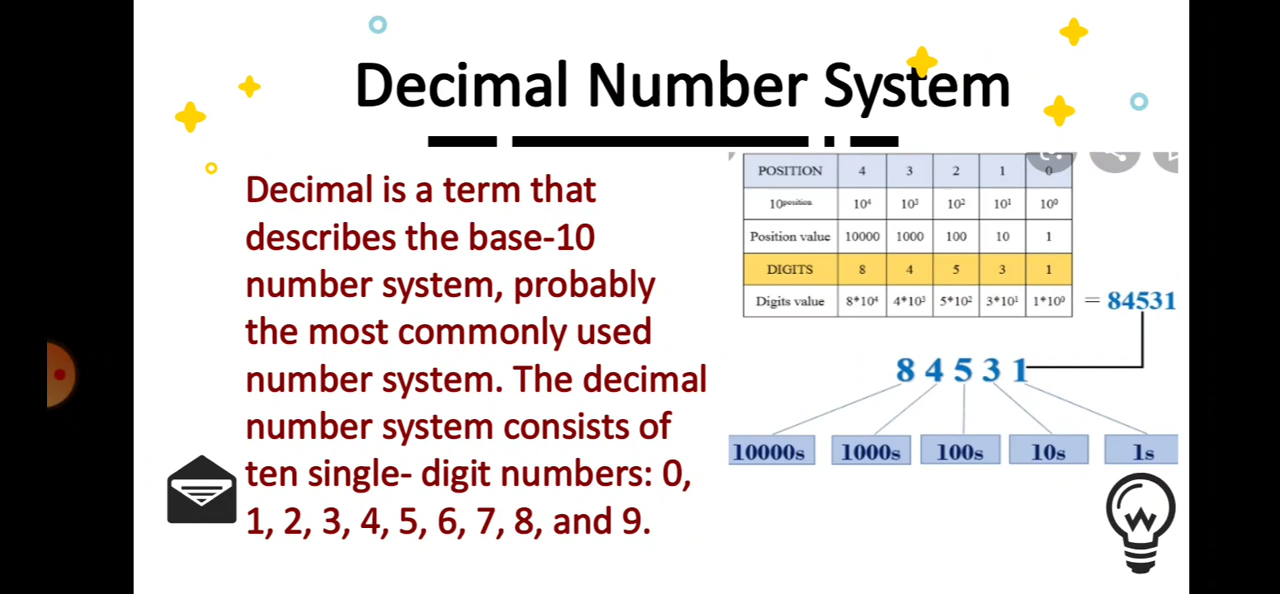 Decimal Number System
Decimal is a term that
describes the base-10
number system, probably
the most commonly used
number system. The decimal
number system consists of
ten single- digit numbers: 0,
1, 2, 3, 4, 5, 6, 7, 8, and 9.
POSITION 4 3 2 1 0
10ᵖᵒˢⁱᵗⁱᵒⁿ 10⁴ 10³ 10² 10¹ 10⁰
Position value 10000 1000 100 10 1
DIGITS 8 4 5 3 1
Digits value 8*10⁴ 4*10³ 5*10² 3*10¹ 1*10⁰ = 84531
8 4 5 3 1
10000s 1000s 100s 10s 1s